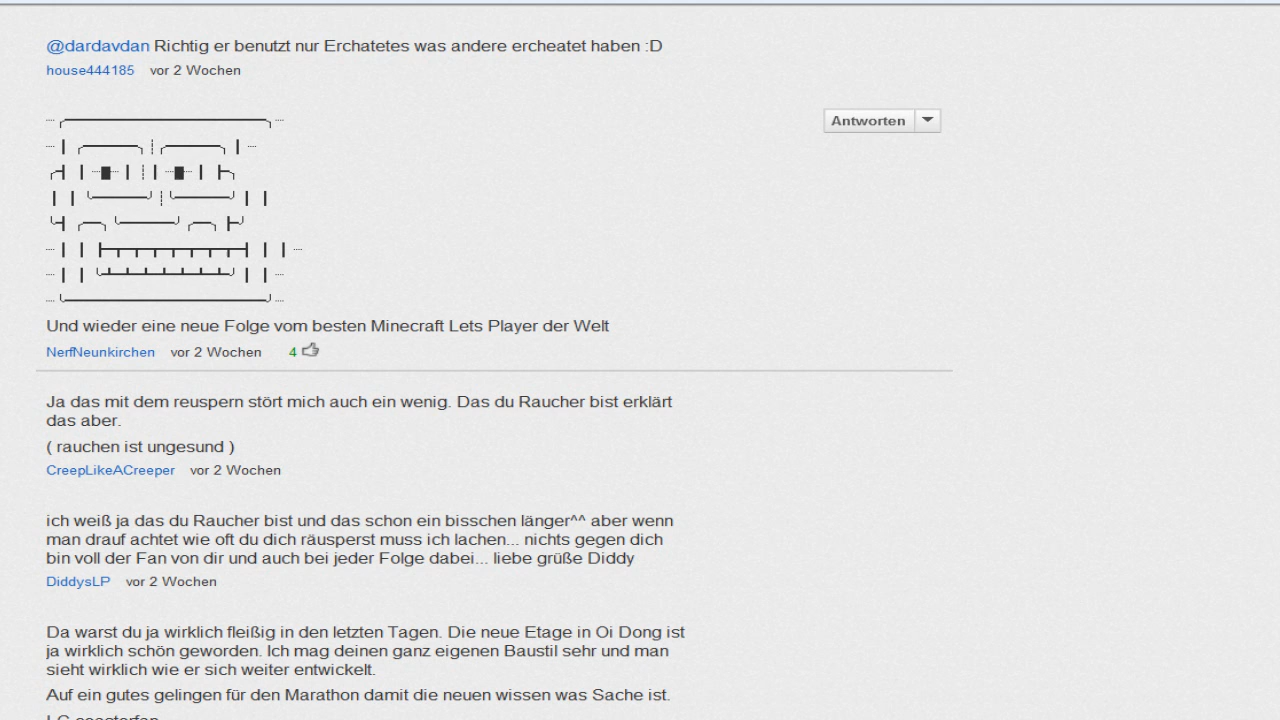 @dardavdan Richtig er benutzt nur Erchatetes was andere ercheatet haben :D
house444185 vor 2 Wochen
Antworten
Und wieder eine neue Folge vom besten Minecraft Lets Player der Welt
NerfNeunkirchen vor 2 Wochen 4
Ja das mit dem reuspern stört mich auch ein wenig. Das du Raucher bist erklärt
das aber.
( rauchen ist ungesund )
CreepLikeACreeper vor 2 Wochen
ich weiß ja das du Raucher bist und das schon ein bisschen länger^^ aber wenn
man drauf achtet wie oft du dich räusperst muss ich lachen... nichts gegen dich
bin voll der Fan von dir und auch bei jeder Folge dabei... liebe grüße Diddy
DiddysLP vor 2 Wochen
Da warst du ja wirklich fleißig in den letzten Tagen. Die neue Etage in Oi Dong ist
ja wirklich schön geworden. Ich mag deinen ganz eigenen Baustil sehr und man
sieht wirklich wie er sich weiter entwickelt.
Auf ein gutes gelingen für den Marathon damit die neuen wissen was Sache ist.